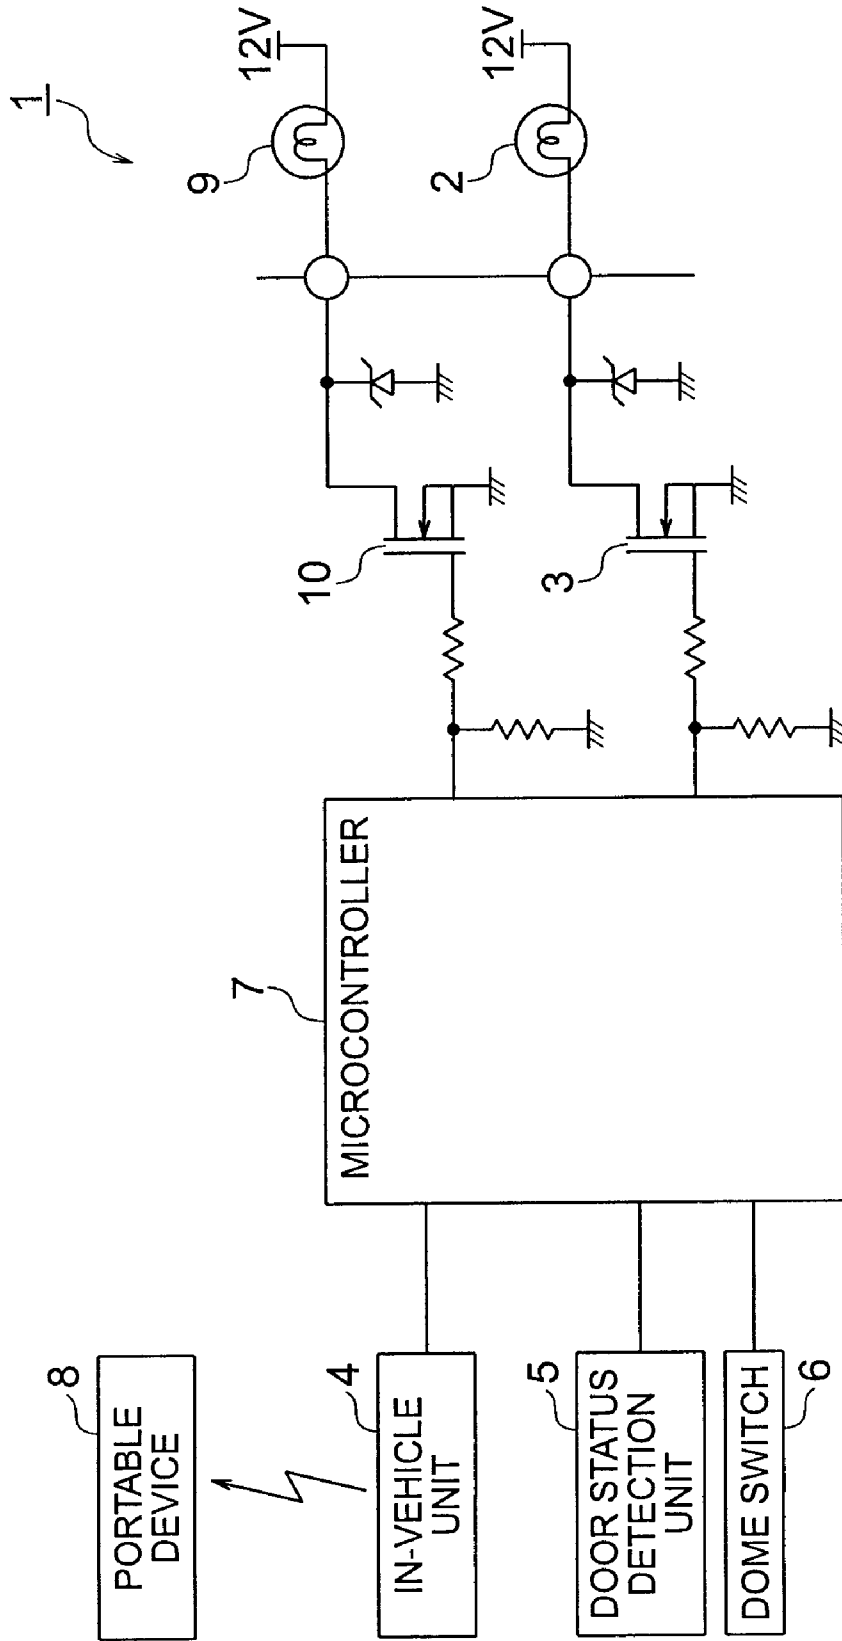 1
12V
9
12V
2
10
3
7
MICROCONTROLLER
8
PORTABLE
DEVICE
4
IN-VEHICLE
UNIT
5
DOOR STATUS
DETECTION
UNIT
6
DOME SWITCH